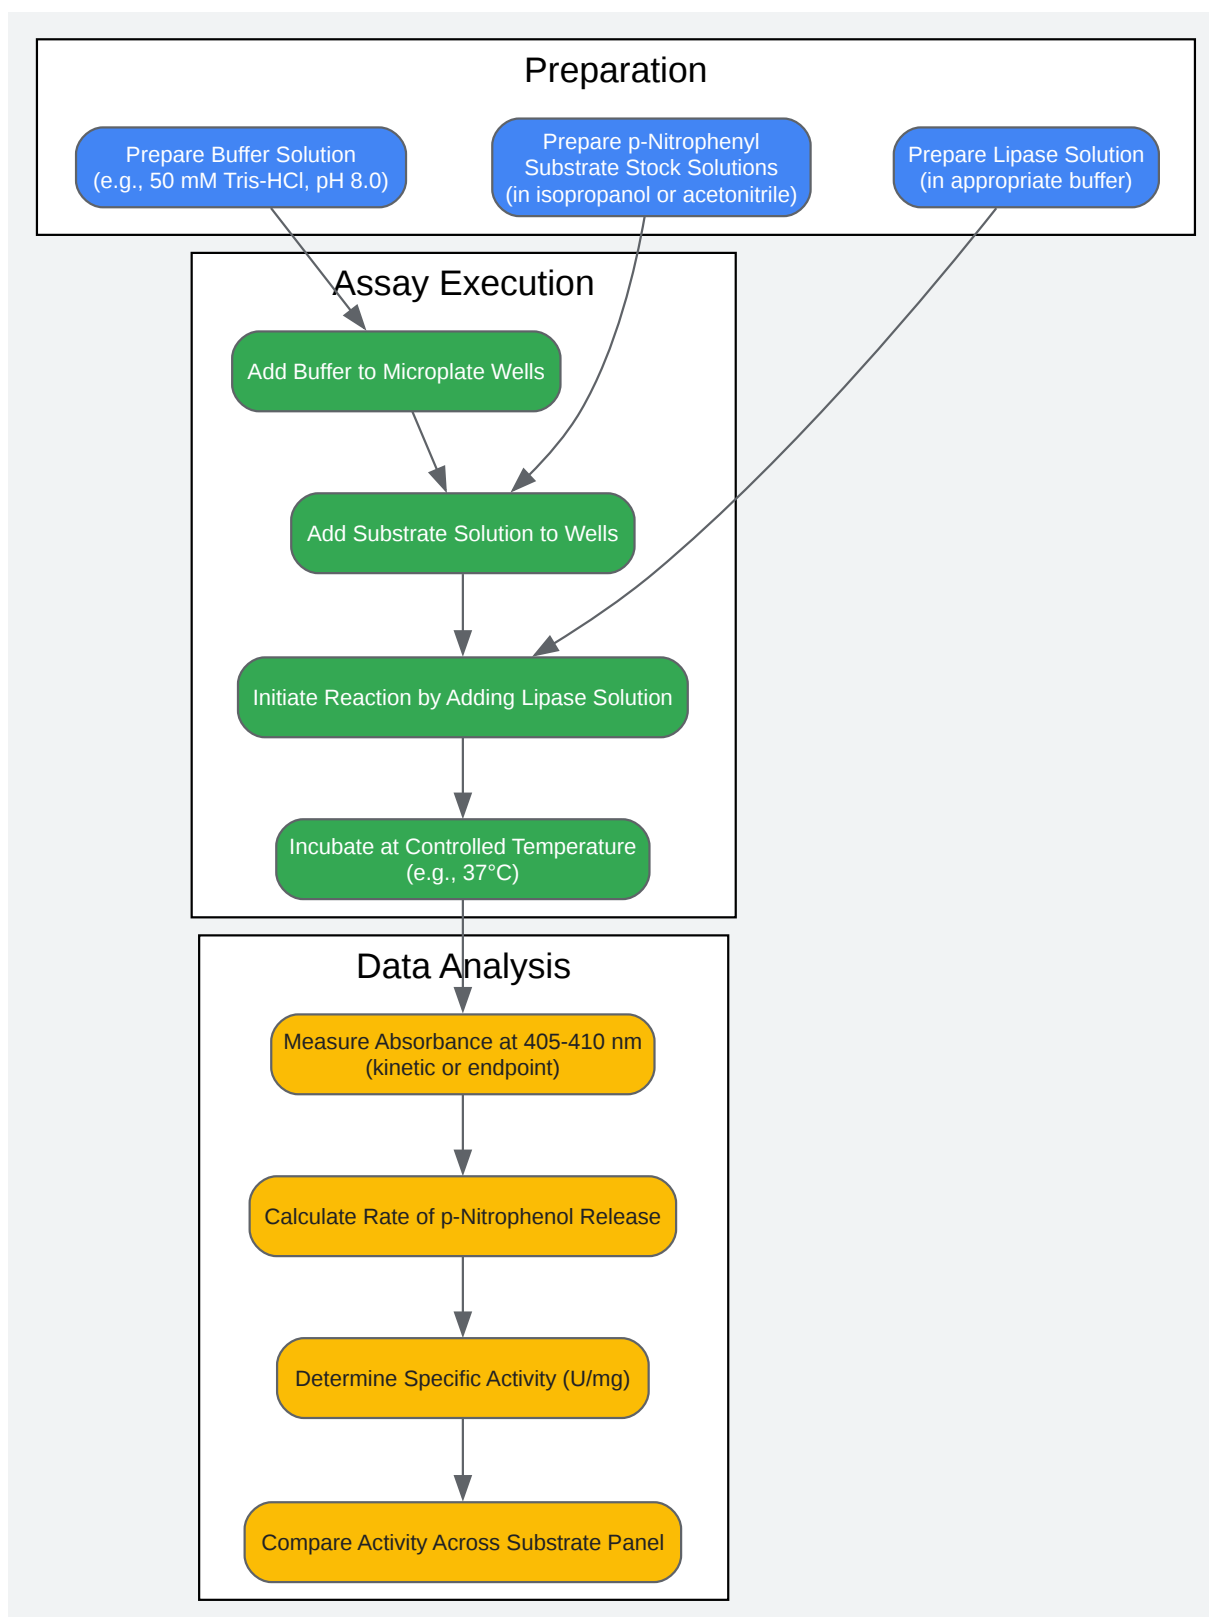 Preparation
Prepare Buffer Solution
(e.g., 50 mM Tris-HCl, pH 8.0)
Prepare p-Nitrophenyl
Substrate Stock Solutions
(in isopropanol or acetonitrile)
Prepare Lipase Solution
(in appropriate buffer)
Assay Execution
Add Buffer to Microplate Wells
Add Substrate Solution to Wells
Initiate Reaction by Adding Lipase Solution
Incubate at Controlled Temperature
(e.g., 37°C)
Data Analysis
Measure Absorbance at 405-410 nm
(kinetic or endpoint)
Calculate Rate of p-Nitrophenol Release
Determine Specific Activity (U/mg)
Compare Activity Across Substrate Panel